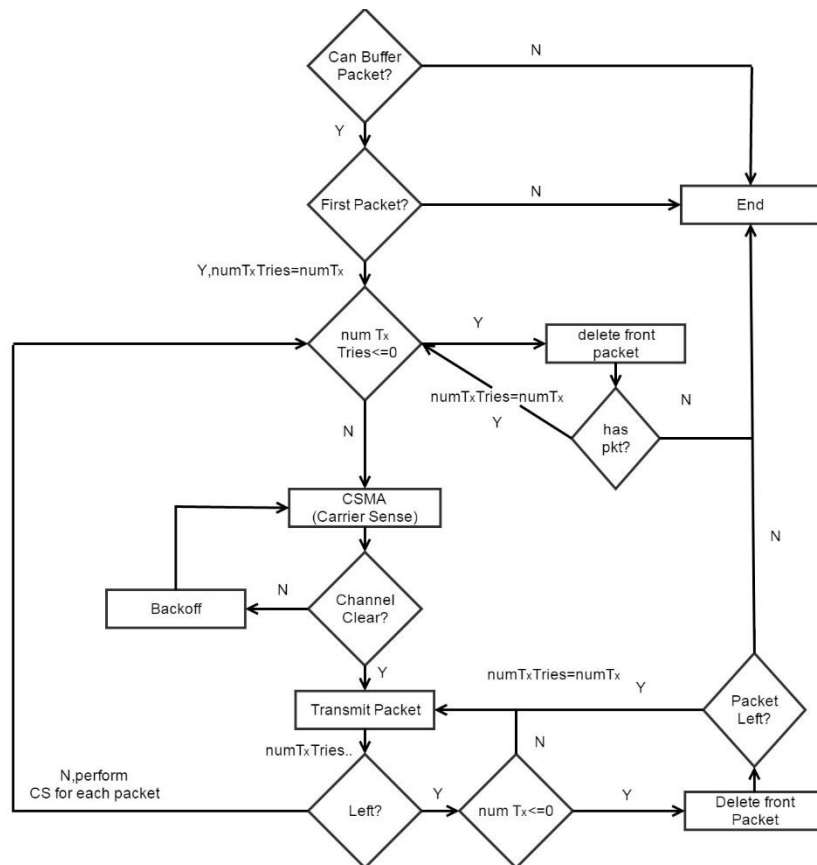 Can Buffer
Packet?
N
Y
First Packet?
N
End
Y,numTxTries=numTx
num Tx
Tries<=0
Y
delete front
packet
numTxTries=numTx
Y
N
has
pkt?
N
CSMA
(Carrier Sense)
N
Backoff
N
Channel
Clear?
Y
numTxTries=numTx
Y
Packet
Left?
Transmit Packet
numTxTries..
N
N,perform
CS for each packet
Left?
Y
num Tx<=0
Y
Delete front
Packet